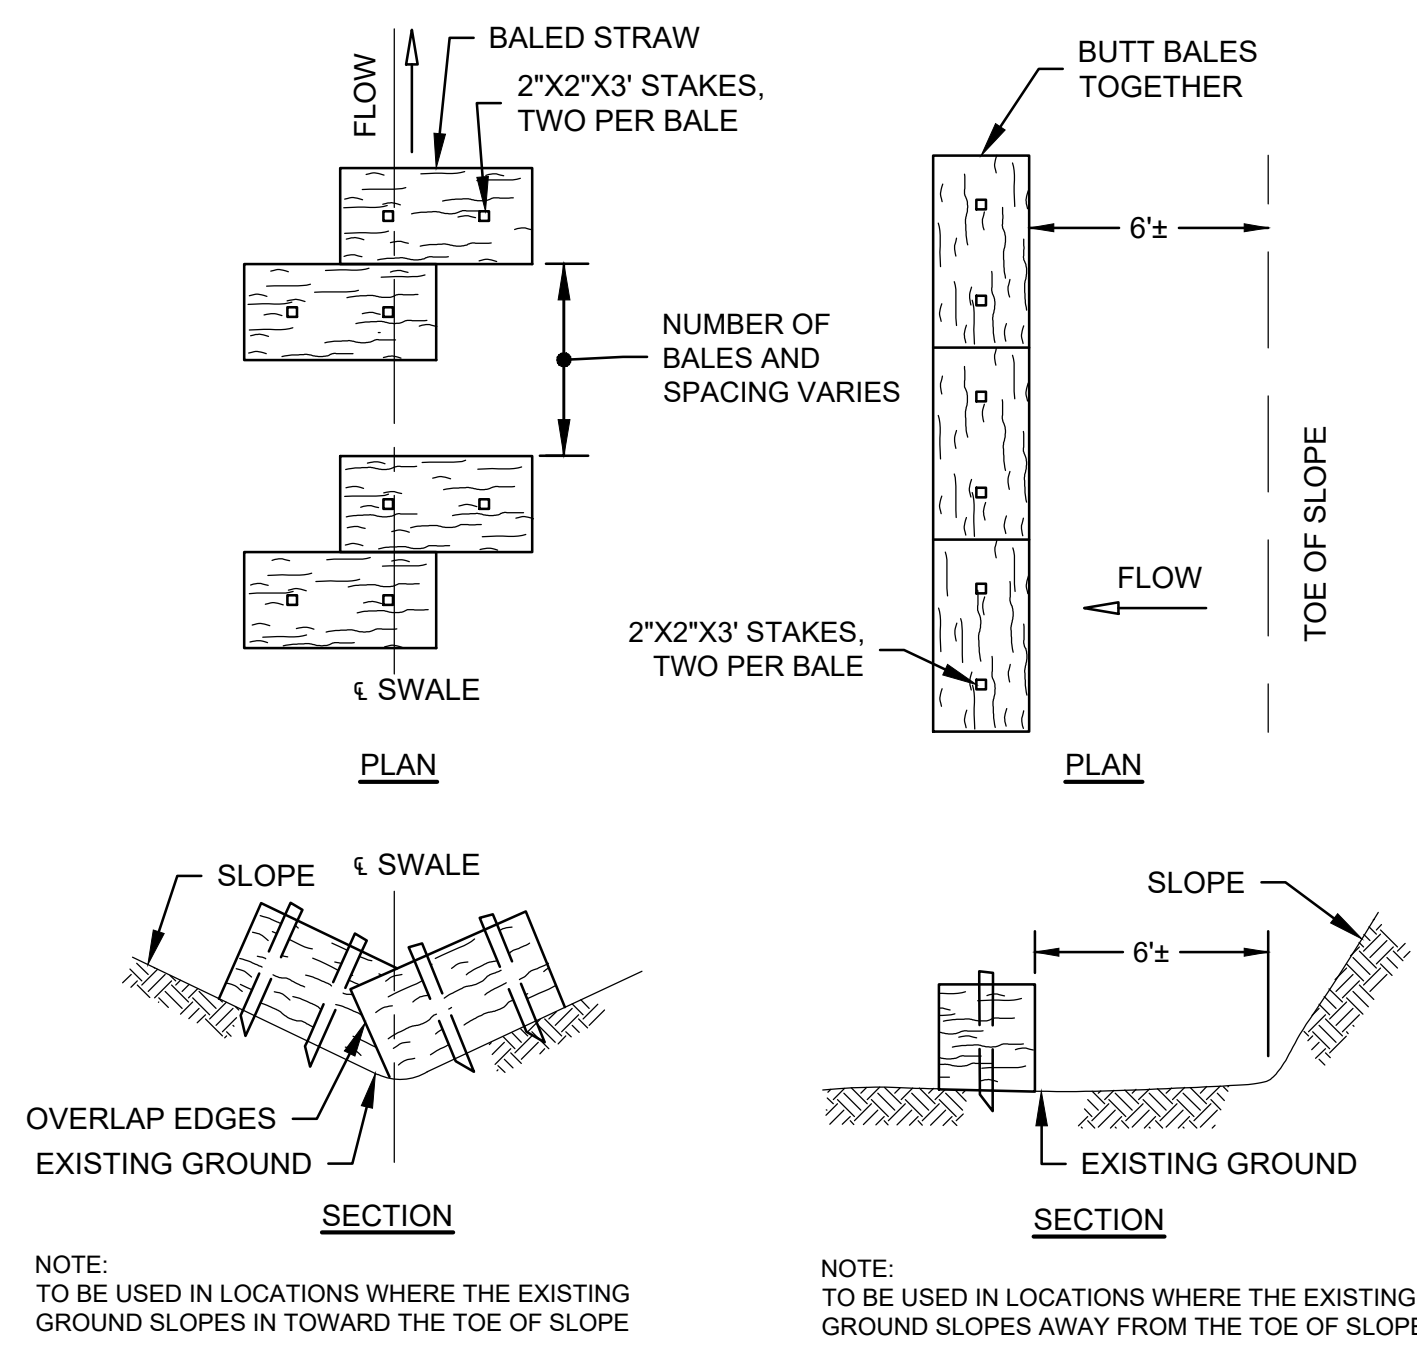 FLOW
BALED STRAW
2"X2"X3' STAKES,
TWO PER BALE
NUMBER OF
BALES AND
SPACING VARIES
℄ SWALE
PLAN
BUTT BALES
TOGETHER
6'±
TOE OF SLOPE
FLOW
2"X2"X3' STAKES,
TWO PER BALE
PLAN
SLOPE
℄ SWALE
OVERLAP EDGES
EXISTING GROUND
SECTION
NOTE:
TO BE USED IN LOCATIONS WHERE THE EXISTING
GROUND SLOPES IN TOWARD THE TOE OF SLOPE
SLOPE
6'±
EXISTING GROUND
SECTION
NOTE:
TO BE USED IN LOCATIONS WHERE THE EXISTING
GROUND SLOPES AWAY FROM THE TOE OF SLOPE